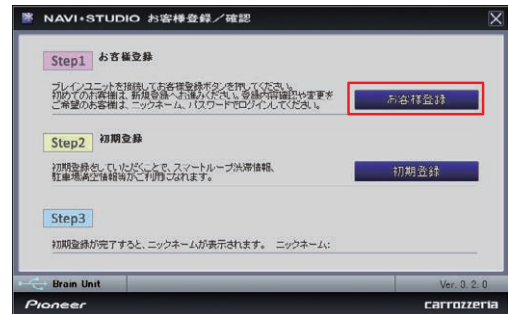 NAVI*STUDIO お客様登録／確認
Step1 お客様登録
ブレインユニットを接続してお客様登録ボタンを押してください。
初めてのお客様は、新規登録へお進みください。登録内容確認や変更を
ご希望のお客様は、ニックネーム、パスワードでログインしてください。
お客様登録
Step2 初期登録
初期登録をしていただくことで、スマートループ渋滞情報、
駐車場満空情報等がご利用になれます。
初期登録
Step3
初期登録が完了すると、ニックネームが表示されます。 ニックネーム:
Brain Unit
Ver. 0. 2. 0
Pioneer
carrozzeria